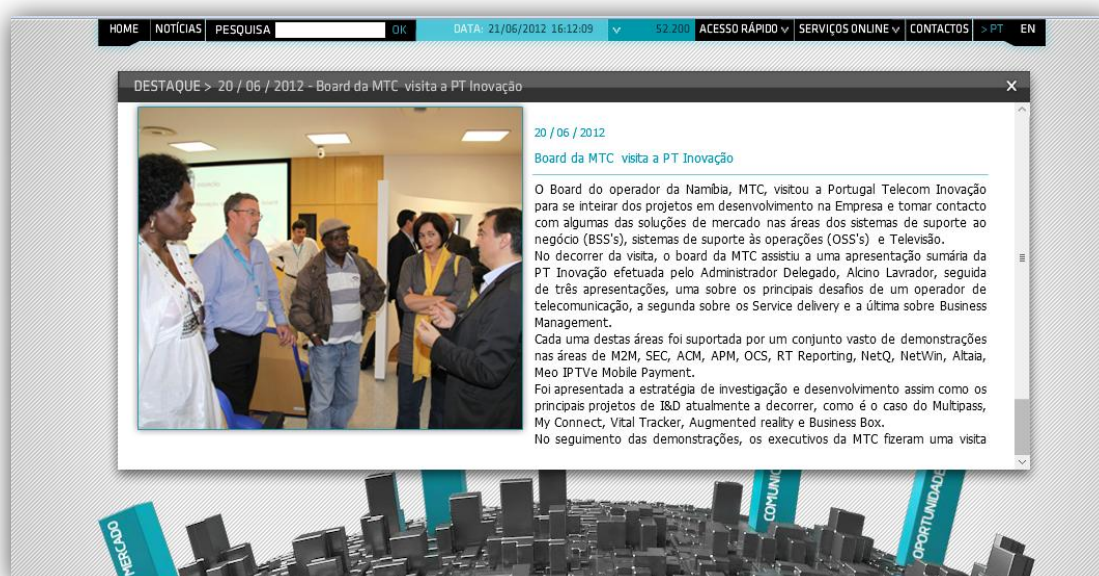 HOME NOTÍCIAS PESQUISA OK DATA: 21/06/2012 16:12:09 52.200 ACESSO RÁPIDO SERVIÇOS ONLINE CONTACTOS > PT EN
DESTAQUE > 20 / 06 / 2012 - Board da MTC visita a PT Inovação
20 / 06 / 2012
Board da MTC visita a PT Inovação
O Board do operador da Namíbia, MTC, visitou a Portugal Telecom Inovação
para se inteirar dos projetos em desenvolvimento na Empresa e tomar contacto
com algumas das soluções de mercado nas áreas dos sistemas de suporte ao
negócio (BSS's), sistemas de suporte às operações (OSS's) e Televisão.
No decorrer da visita, o board da MTC assistiu a uma apresentação sumária da
PT Inovação efetuada pelo Administrador Delegado, Alcino Lavrador, seguida
de três apresentações, uma sobre os principais desafios de um operador de
telecomunicação, a segunda sobre os Service delivery e a última sobre Business
Management.
Cada uma destas áreas foi suportada por um conjunto vasto de demonstrações
nas áreas de M2M, SEC, ACM, APM, OCS, RT Reporting, NetQ, NetWin, Altaia,
Meo IPTVe Mobile Payment.
Foi apresentada a estratégia de investigação e desenvolvimento assim como os
principais projetos de I&D atualmente a decorrer, como é o caso do Multipass,
My Connect, Vital Tracker, Augmented reality e Business Box.
No seguimento das demonstrações, os executivos da MTC fizeram uma visita
MERCADO
COMUNIC
OPORTUNIDADE